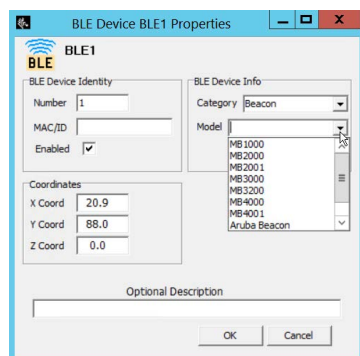 BLE Device BLE1 Properties
BLE
BLE1
BLE Device Identity
Number 1
MAC/ID
Enabled
BLE Device Info
Category Beacon
Model
MB1000
MB2000
MB2001
MB3000
MB3200
MB4000
MB4001
Aruba Beacon
Coordinates
X Coord 20.9
Y Coord 88.0
Z Coord 0.0
Optional Description
OK Cancel